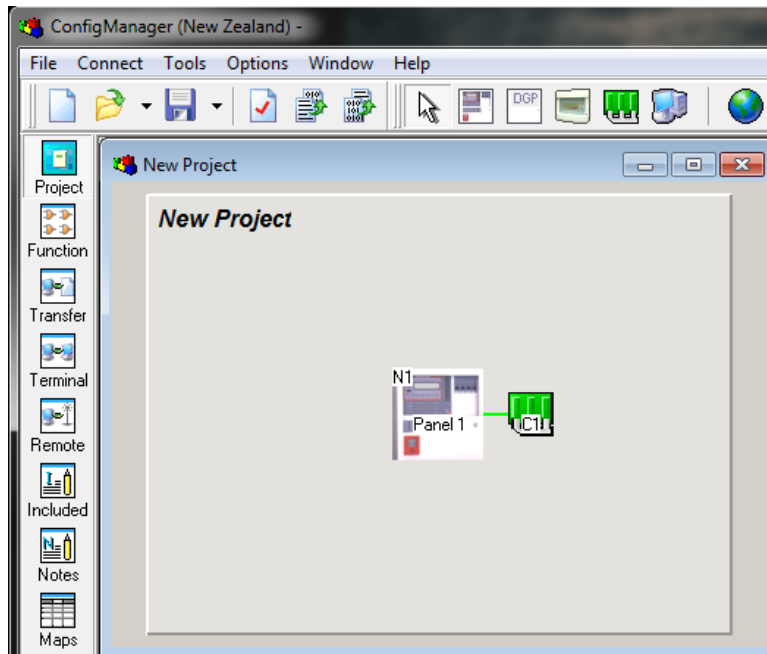 ConfigManager (New Zealand) -
File Connect Tools Options Window Help
DGP
Project
New Project
Function
New Project
Transfer
Terminal
N1
Panel 1
C1
Remote
Included
Notes
Maps